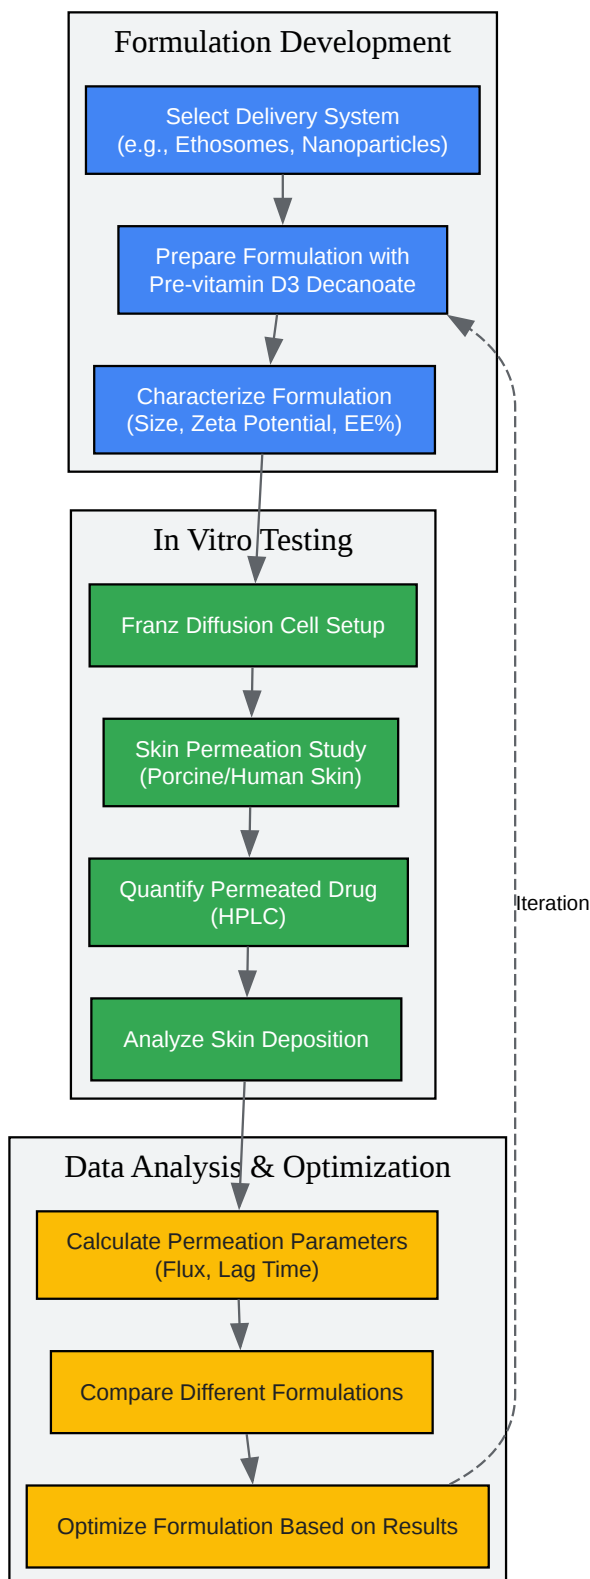 Formulation Development
Select Delivery System
(e.g., Ethosomes, Nanoparticles)
Prepare Formulation with
Pre-vitamin D3 Decanoate
Characterize Formulation
(Size, Zeta Potential, EE%)
In Vitro Testing
Franz Diffusion Cell Setup
Skin Permeation Study
(Porcine/Human Skin)
Quantify Permeated Drug
(HPLC)
Iteration
Analyze Skin Deposition
Data Analysis & Optimization
Calculate Permeation Parameters
(Flux, Lag Time)
Compare Different Formulations
Optimize Formulation Based on Results